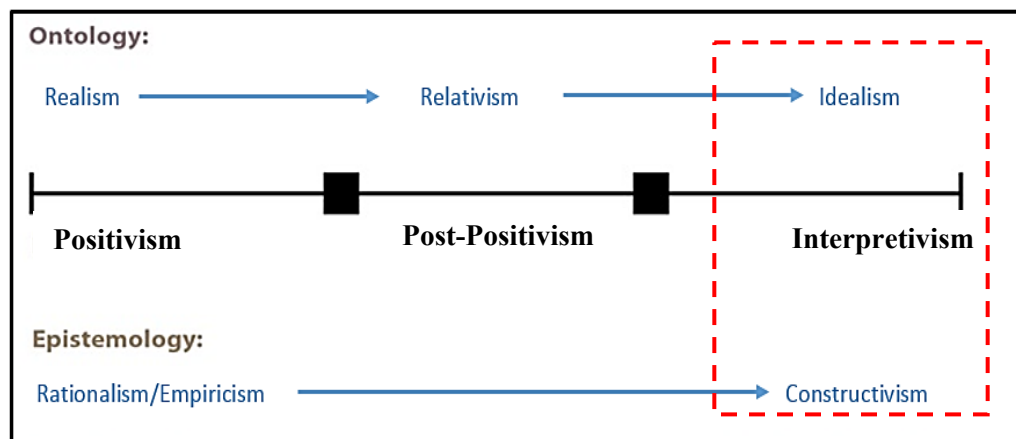 Ontology:
Realism Relativism Idealism
Positivism Post-Positivism Interpretivism
Epistemology:
Rationalism/Empiricism Constructivism